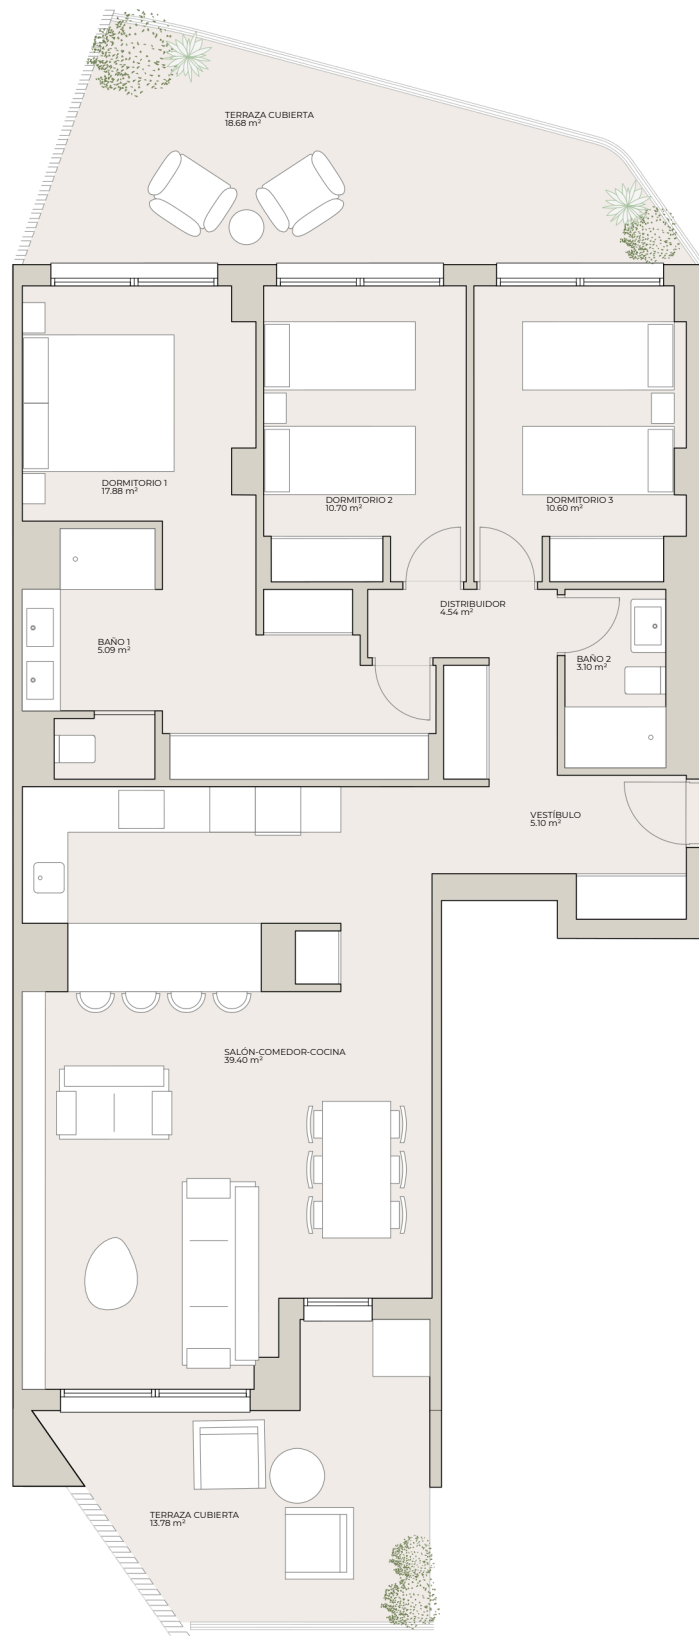 TERRAZA CUBIERTA
18.68 m²
DORMITORIO 1
17.88 m²
DORMITORIO 2
10.70 m²
DORMITORIO 3
10.60 m²
DISTRIBUIDOR
4.54 m²
BAÑO 1
5.09 m²
BAÑO 2
3.10 m²
VESTÍBULO
5.10 m²
SALÓN-COMEDOR-COCINA
39.40 m²
TERRAZA CUBIERTA
13.78 m²